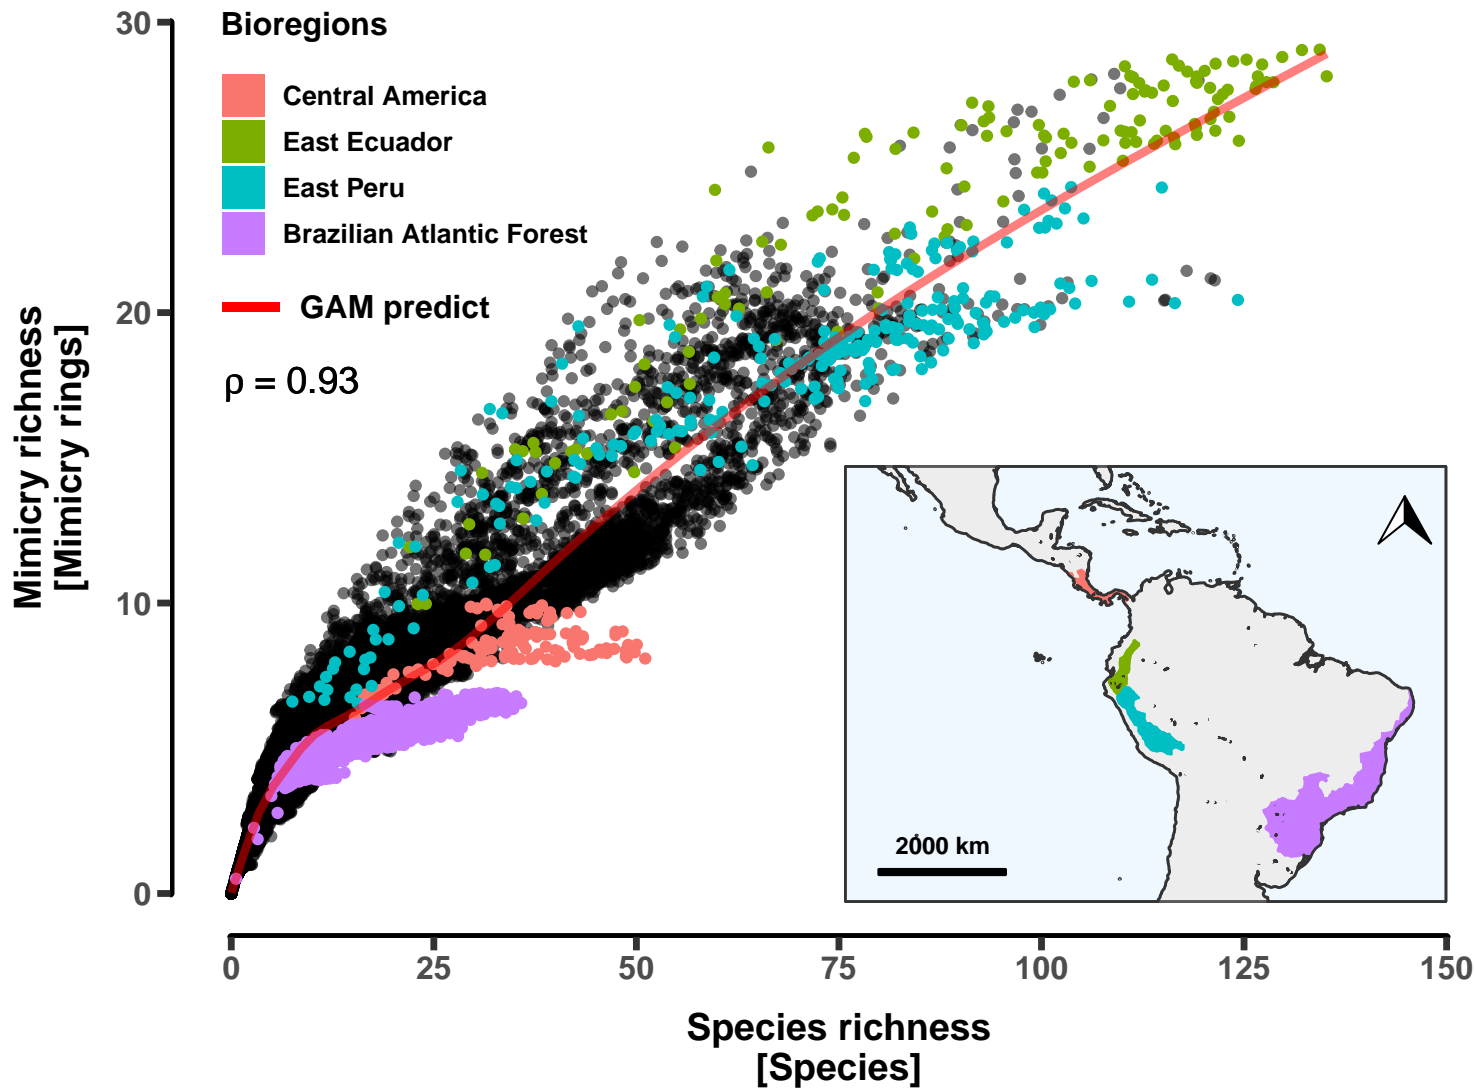 Bioregions
Central America
East Ecuador
East Peru
Brazilian Atlantic Forest
GAM predict
ρ = 0.93
Mimicry richness
[Mimicry rings]
30
20
10
0
2000 km
0 25 50 75 100 125 150
Species richness
[Species]